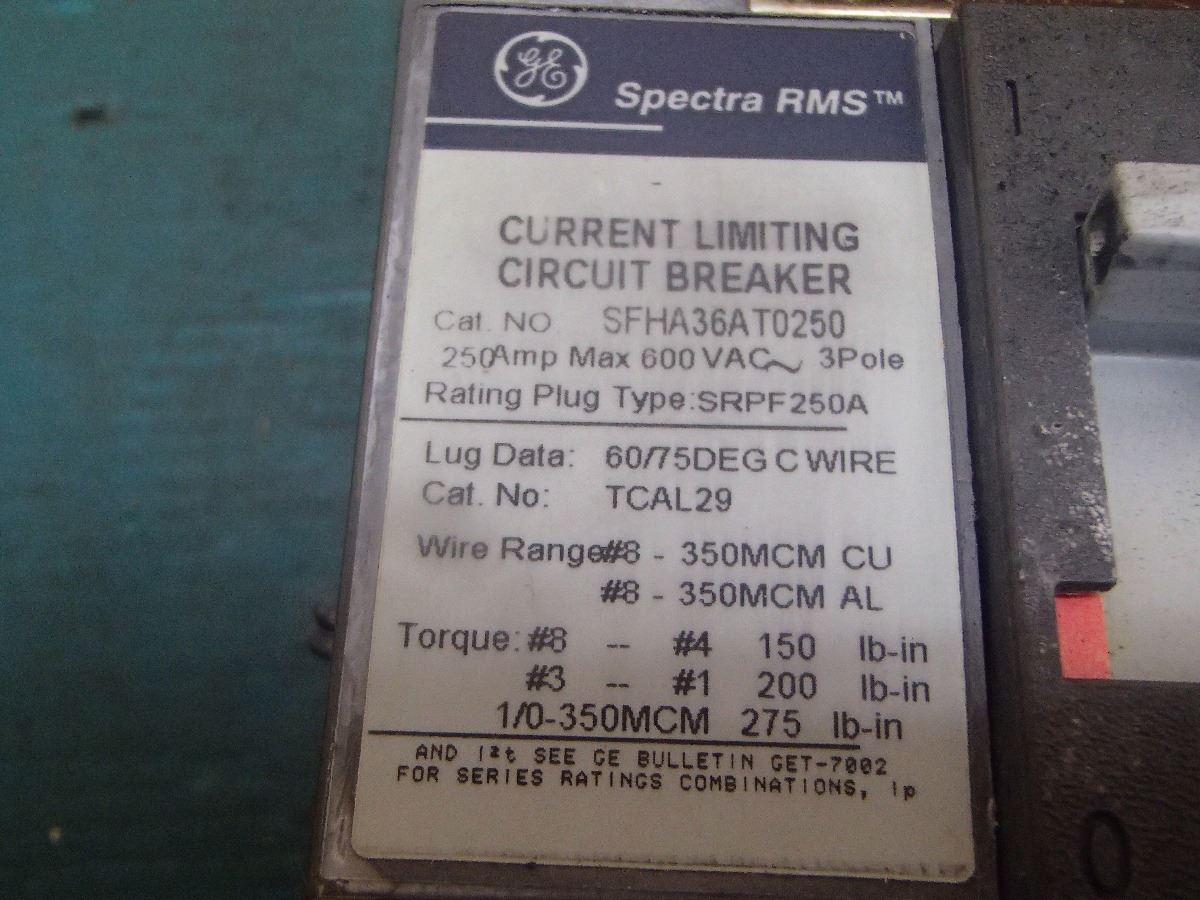 GE
Spectra RMS™
CURRENT LIMITING
CIRCUIT BREAKER
Cat. NO SFHA36AT0250
250Amp Max 600 VAC~ 3Pole
Rating Plug Type:SRPF250A
Lug Data: 60/75DEG C WIRE
Cat. No: TCAL29
Wire Range#8 - 350MCM CU
#8 - 350MCM AL
Torque: #8 -- #4 150 lb-in
#3 -- #1 200 lb-in
1/0-350MCM 275 lb-in
AND I²t SEE GE BULLETIN GET-7002
FOR SERIES RATINGS COMBINATIONS, Ip
I
O